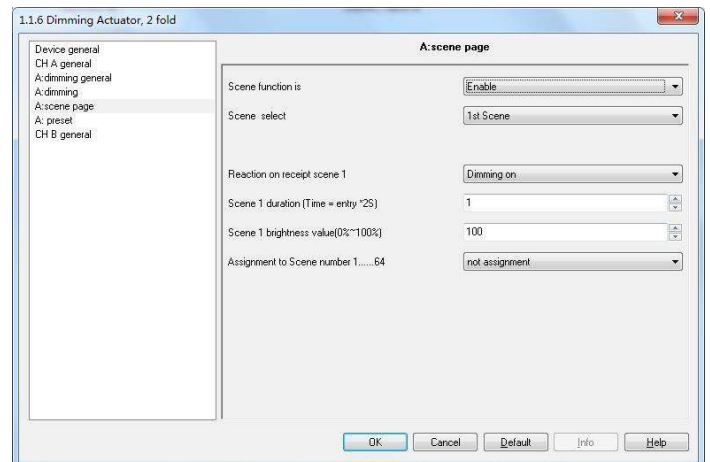 1.1.6 Dimming Actuator, 2 fold
Device general
CH A general
A:dimming general
A:dimming
A:scene page
A: preset
CH B general
A:scene page
Scene function is
Enable
Scene select
1st Scene
Reaction on receipt scene 1
Dimming on
Scene 1 duration (Time = entry *2S)
1
Scene 1 brightness value(0%~100%)
100
Assignment to Scene number 1......64
not assignment
OK
Cancel
Default
Info
Help